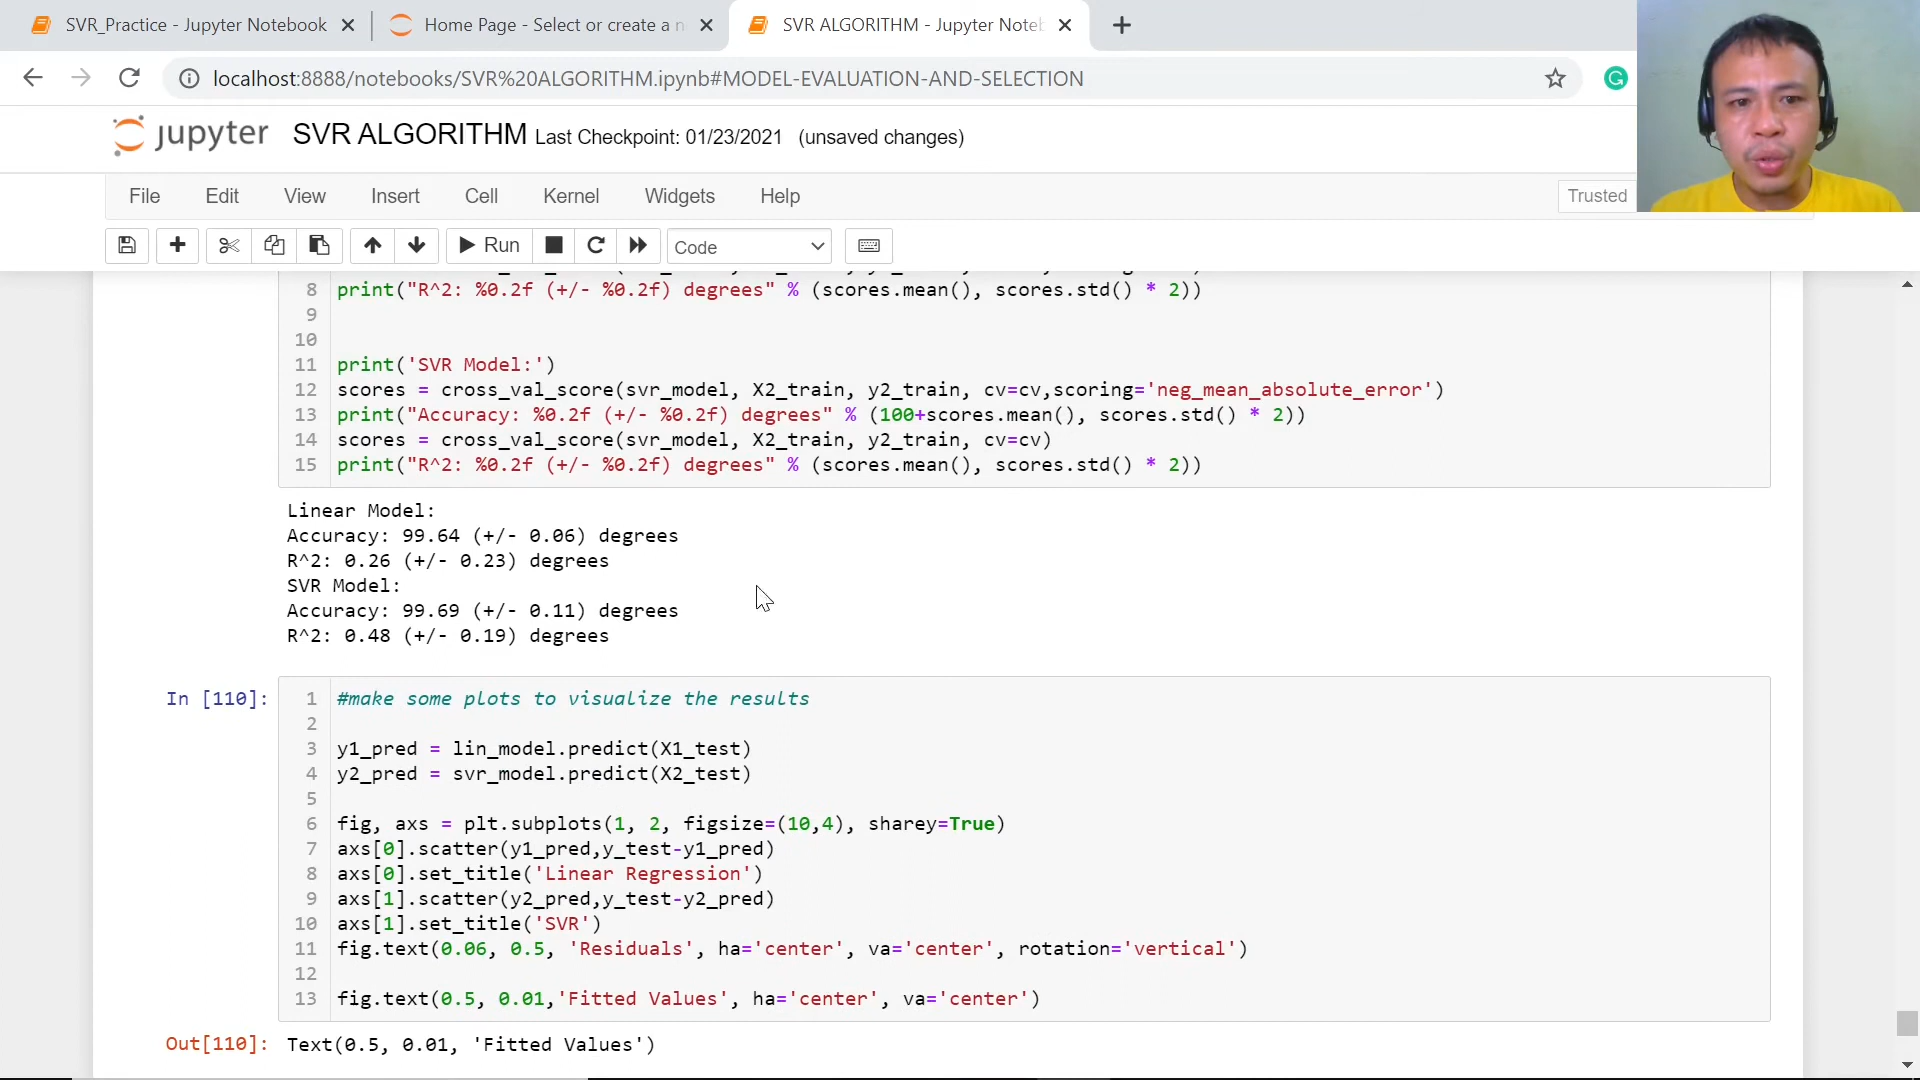 SVR_Practice - Jupyter Notebook
Home Page - Select or create a n
SVR ALGORITHM - Jupyter Noteb
localhost:8888/notebooks/SVR%20ALGORITHM.ipynb#MODEL-EVALUATION-AND-SELECTION
jupyter SVR ALGORITHM Last Checkpoint: 01/23/2021 (unsaved changes)
File Edit View Insert Cell Kernel Widgets Help
Trusted
Run
Code
8 print("R^2: %0.2f (+/- %0.2f) degrees" % (scores.mean(), scores.std() * 2))
9
10
11 print('SVR Model:')
12 scores = cross_val_score(svr_model, X2_train, y2_train, cv=cv,scoring='neg_mean_absolute_error')
13 print("Accuracy: %0.2f (+/- %0.2f) degrees" % (100+scores.mean(), scores.std() * 2))
14 scores = cross_val_score(svr_model, X2_train, y2_train, cv=cv)
15 print("R^2: %0.2f (+/- %0.2f) degrees" % (scores.mean(), scores.std() * 2))
Linear Model:
Accuracy: 99.64 (+/- 0.06) degrees
R^2: 0.26 (+/- 0.23) degrees
SVR Model:
Accuracy: 99.69 (+/- 0.11) degrees
R^2: 0.48 (+/- 0.19) degrees
In [110]:
1 #make some plots to visualize the results
2
3 y1_pred = lin_model.predict(X1_test)
4 y2_pred = svr_model.predict(X2_test)
5
6 fig, axs = plt.subplots(1, 2, figsize=(10,4), sharey=True)
7 axs[0].scatter(y1_pred,y_test-y1_pred)
8 axs[0].set_title('Linear Regression')
9 axs[1].scatter(y2_pred,y_test-y2_pred)
10 axs[1].set_title('SVR')
11 fig.text(0.06, 0.5, 'Residuals', ha='center', va='center', rotation='vertical')
12
13 fig.text(0.5, 0.01,'Fitted Values', ha='center', va='center')
Out[110]: Text(0.5, 0.01, 'Fitted Values')